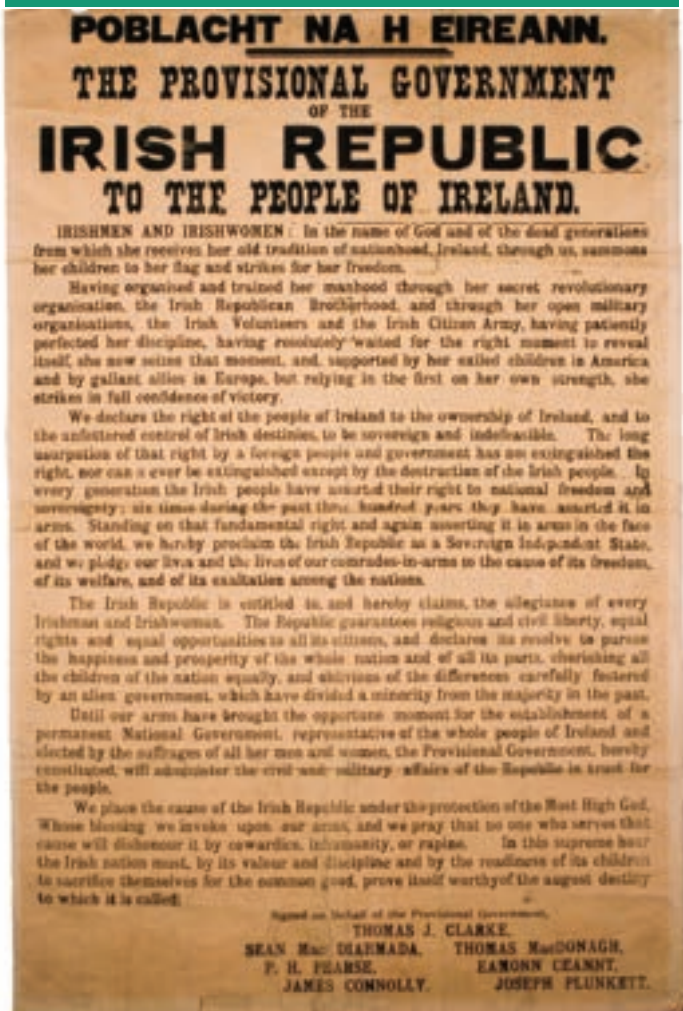 POBLACHT NA H EIREANN.
THE PROVISIONAL GOVERNMENT
OF THE
IRISH REPUBLIC
TO THE PEOPLE OF IRELAND.
IRISHMEN AND IRISHWOMEN: In the name of God and of the dead generations
from which she receives her old tradition of nationhood, Ireland, through us, summons
her children to her flag and strikes for her freedom.
Having organised and trained her manhood through her secret revolutionary
organisation, the Irish Republican Brotherhood, and through her open military
organisations, the Irish Volunteers and the Irish Citizen Army, having patiently
perfected her discipline, having resolutely waited for the right moment to reveal
itself, she now seizes that moment, and, supported by her exiled children in America
and by gallant allies in Europe, but relying in the first on her own strength, she
strikes in full confidence of victory.
We declare the right of the people of Ireland to the ownership of Ireland, and to
the unfettered control of Irish destinies, to be sovereign and indefeasible. The long
usurpation of that right by a foreign people and government has not extinguished the
right, nor can it ever be extinguished except by the destruction of the Irish people. In
every generation the Irish people have asserted their right to national freedom and
sovereignty; six times during the past three hundred years they have asserted it in
arms. Standing on that fundamental right and again asserting it in arms in the face
of the world, we hereby proclaim the Irish Republic as a Sovereign Independent State,
and we pledge our lives and the lives of our comrades-in-arms to the cause of its freedom,
of its welfare, and of its exaltation among the nations.
The Irish Republic is entitled to, and hereby claims, the allegiance of every
Irishman and Irishwoman. The Republic guarantees religious and civil liberty, equal
rights and equal opportunities to all its citizens, and declares its resolve to pursue
the happiness and prosperity of the whole nation and of all its parts, cherishing all
the children of the nation equally, and oblivious of the differences carefully fostered
by an alien government, which have divided a minority from the majority in the past.
Until our arms have brought the opportune moment for the establishment of a
permanent National Government, representative of the whole people of Ireland and
elected by the suffrages of all her men and women, the Provisional Government, hereby
constituted, will administer the civil and military affairs of the Republic in trust for
the people.
We place the cause of the Irish Republic under the protection of the Most High God,
Whose blessing we invoke upon our arms, and we pray that no one who serves that
cause will dishonour it by cowardice, inhumanity, or rapine. In this supreme hour
the Irish nation must, by its valour and discipline and by the readiness of its children
to sacrifice themselves for the common good, prove itself worthy of the august destiny
to which it is called.
Signed on Behalf of the Provisional Government,
THOMAS J. CLARKE,
SEAN Mac DIARMADA, THOMAS MacDONAGH,
P. H. PEARSE, EAMONN CEANNT,
JAMES CONNOLLY, JOSEPH PLUNKETT.